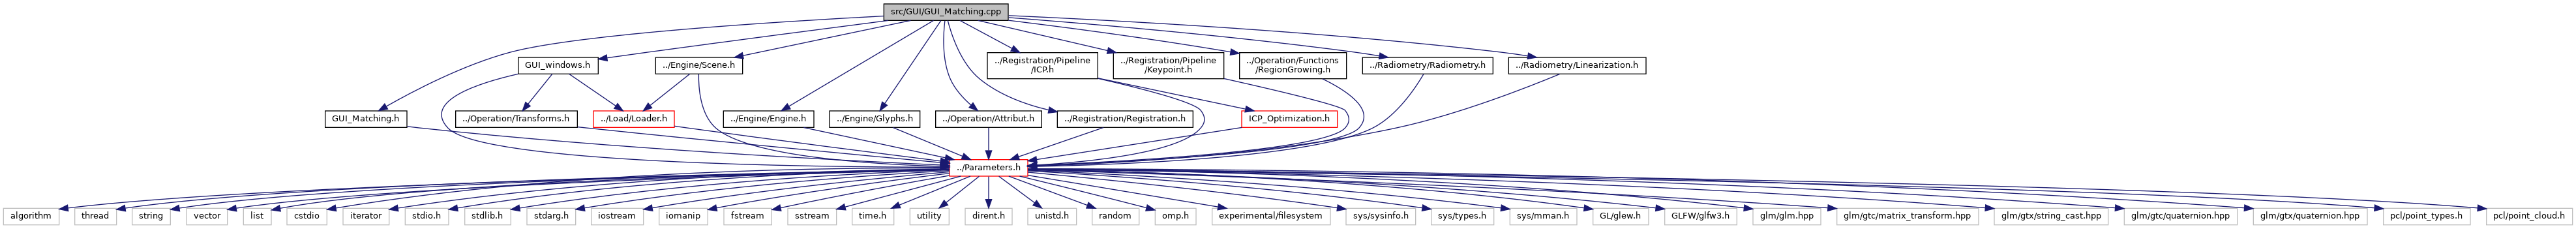 src/GUI/GUI_Matching.cpp
GUI_windows.h
../Engine/Scene.h
../Registration/Pipeline
/ICP.h
../Registration/Pipeline
/Keypoint.h
../Operation/Functions
/RegionGrowing.h
../Radiometry/Radiometry.h
../Radiometry/Linearization.h
GUI_Matching.h
../Operation/Transforms.h
../Load/Loader.h
../Engine/Engine.h
../Engine/Glyphs.h
../Operation/Attribut.h
../Registration/Registration.h
ICP_Optimization.h
../Parameters.h
algorithm
thread
string
vector
list
cstdio
iterator
stdio.h
stdlib.h
stdarg.h
iostream
iomanip
fstream
sstream
time.h
utility
dirent.h
unistd.h
random
omp.h
experimental/filesystem
sys/sysinfo.h
sys/types.h
sys/mman.h
GL/glew.h
GLFW/glfw3.h
glm/glm.hpp
glm/gtc/matrix_transform.hpp
glm/gtx/string_cast.hpp
glm/gtc/quaternion.hpp
glm/gtx/quaternion.hpp
pcl/point_types.h
pcl/point_cloud.h